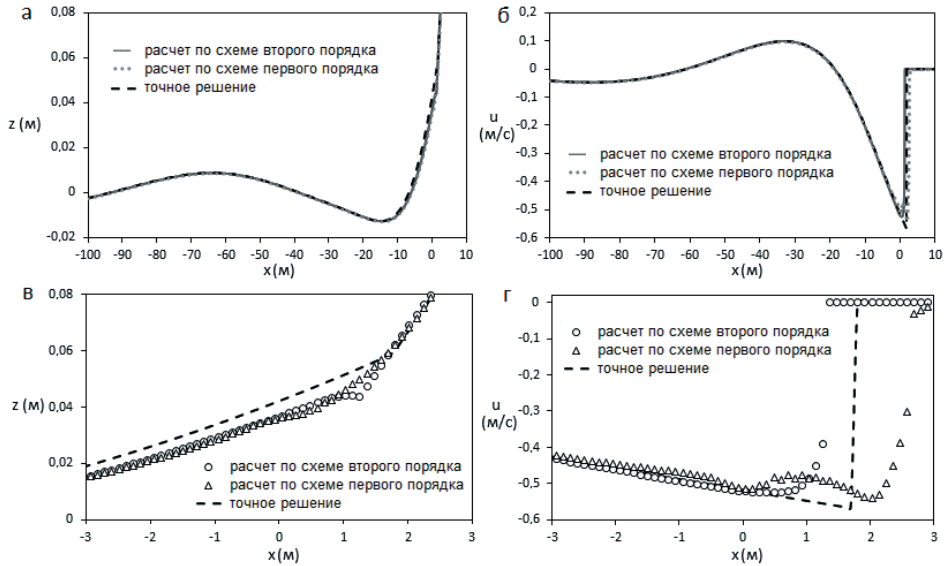 а
0,08
0,06
0,04
0,02
0
-0,02
z (м)
расчет по схеме второго порядка
расчет по схеме первого порядка
точное решение
-100 -90 -80 -70 -60 -50 -40 -30 -20 -10 0 10
x (м)
б
0,2
0,1
0
-0,1
0,2
-0,3
-0,4
-0,5
-0,6
u
(м/с)
расчет по схеме второго порядка
расчет по схеме первого порядка
точное решение
-100 -90 -80 -70 -60 -50 -40 -30 -20 -10 0 10
x (м)
в
0,08
0,06
0,04
0,02
0
z (м)
расчет по схеме второго порядка
расчет по схеме первого порядка
точное решение
-3 -2 -1 0 1 2 3
x (м)
г
0
-0,1
-0,2
-0,3
-0,4
-0,5
-0,6
u
(м/с)
расчет по схеме второго порядка
расчет по схеме первого порядка
точное решение
-3 -2 -1 0 1 2 3
x (м)